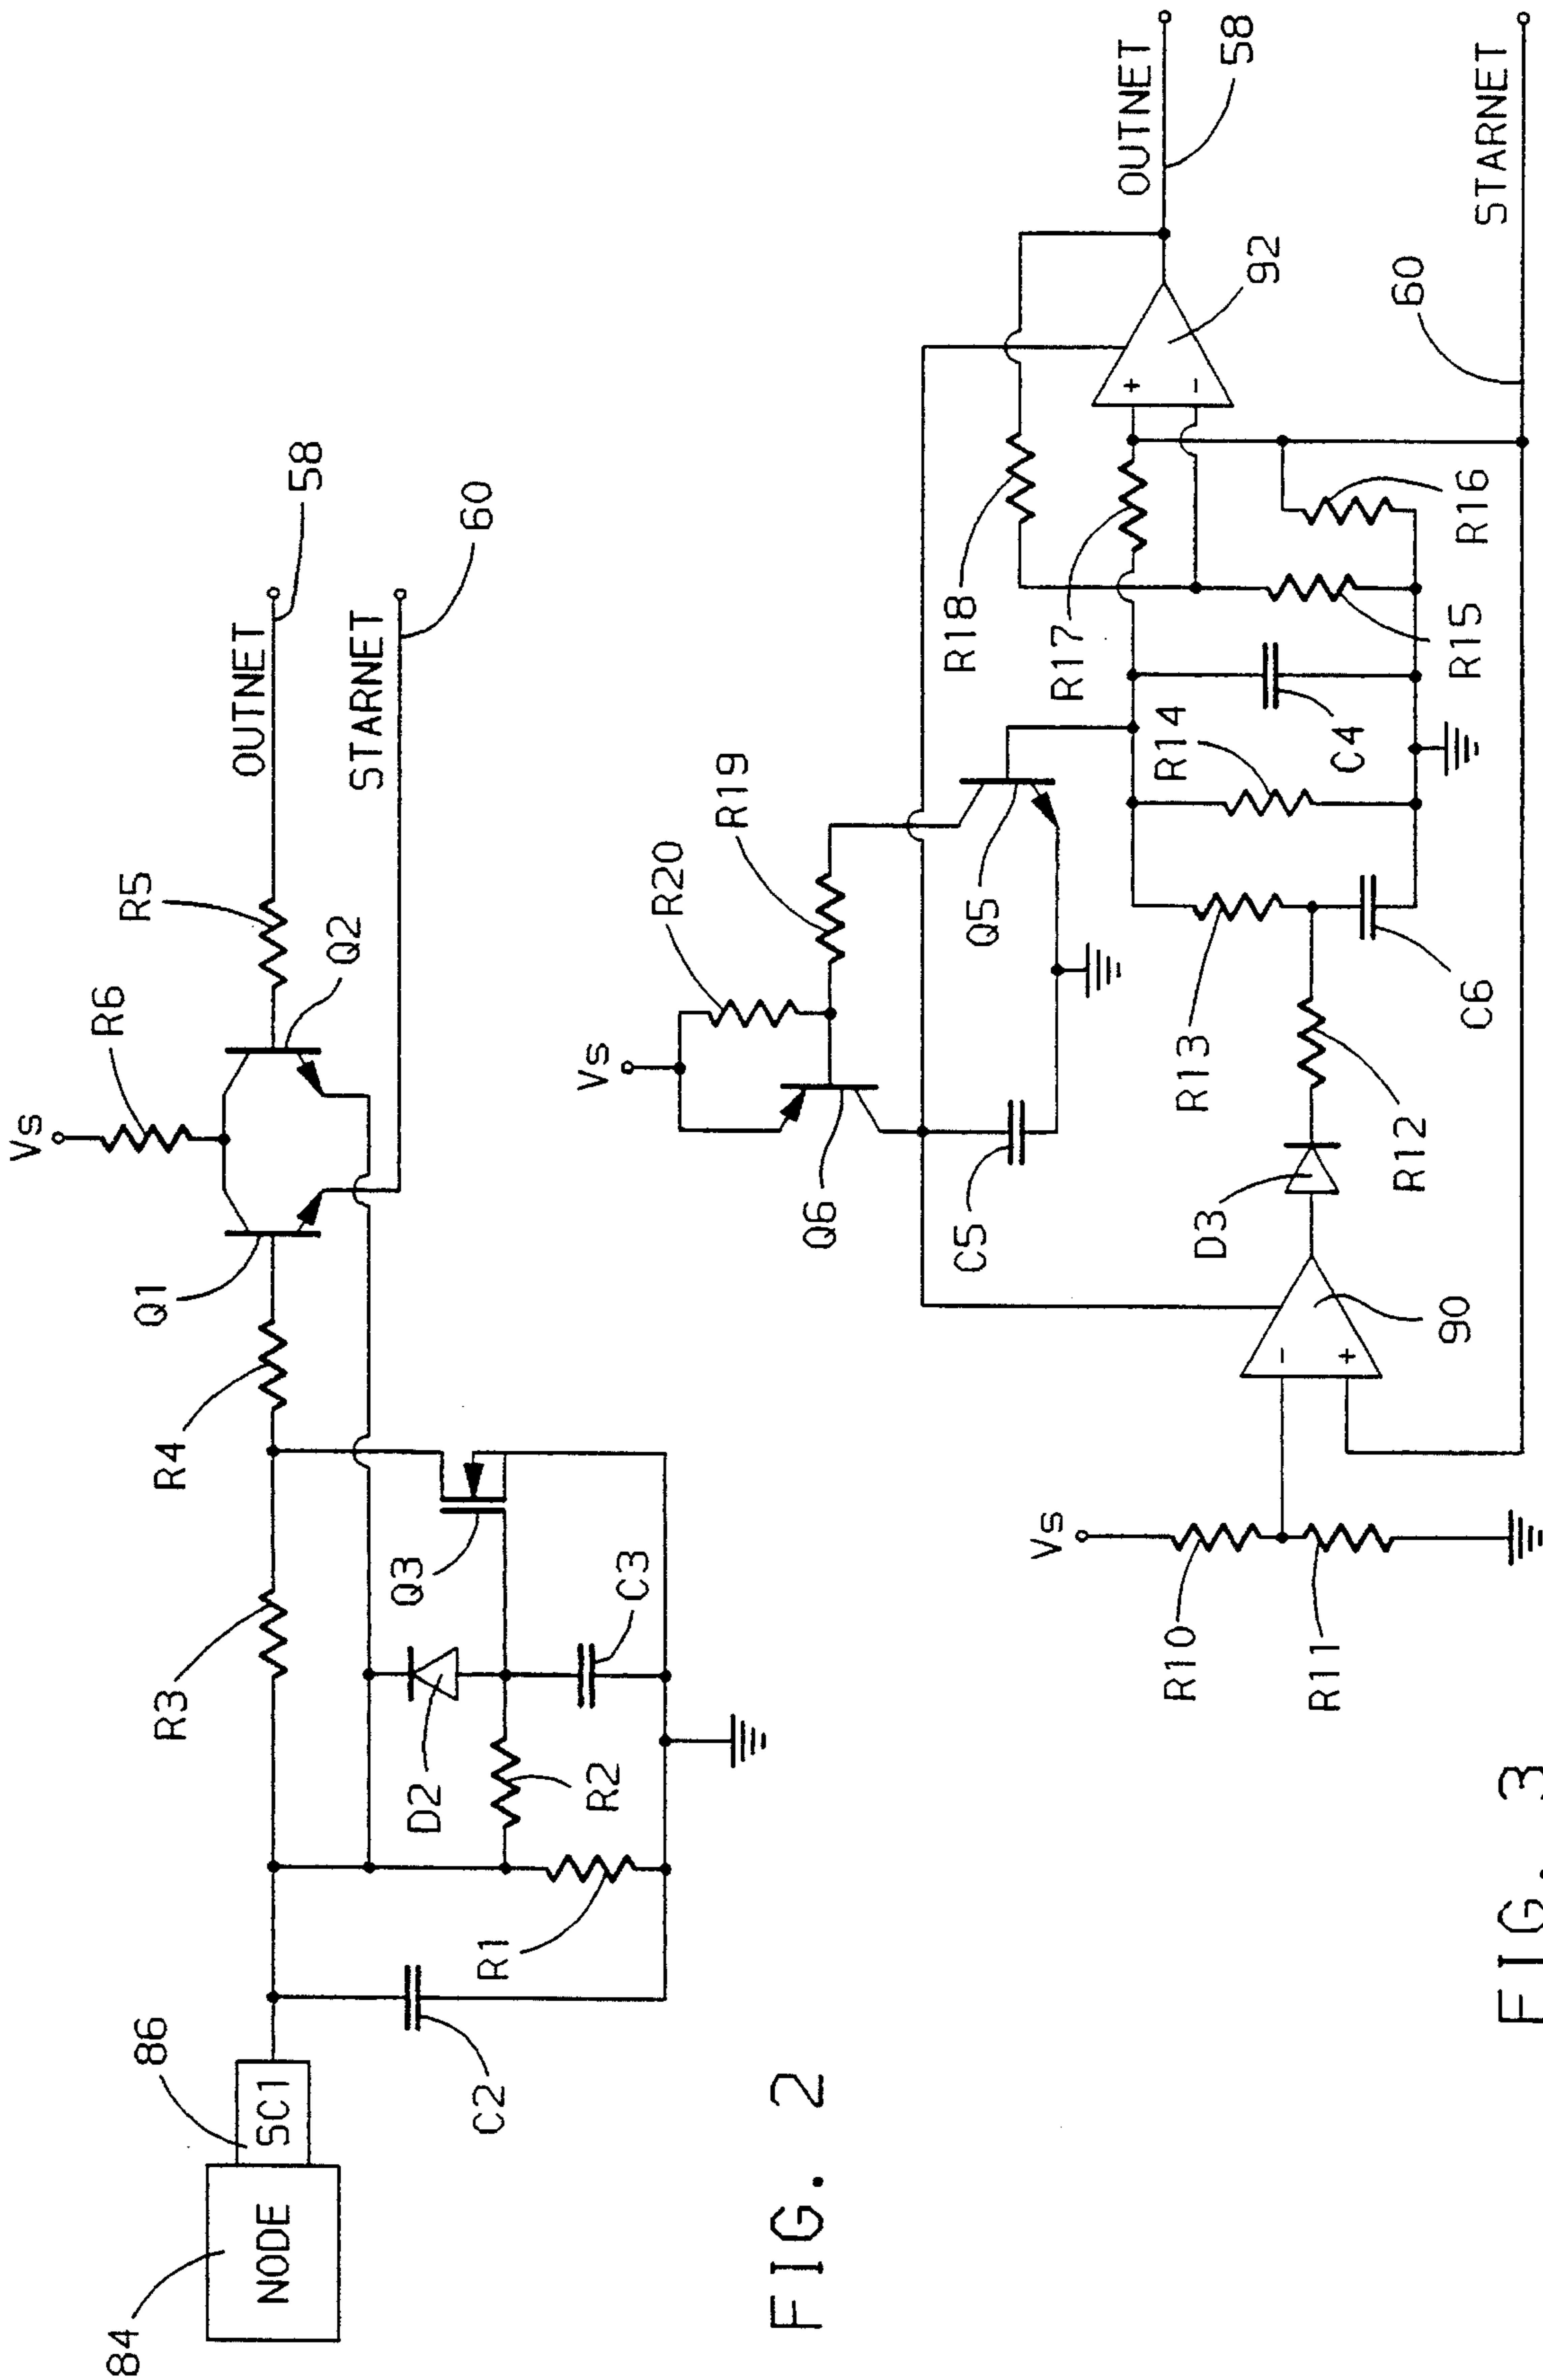 Vs
R6
R5
OUTNET
58
Q2
Q1
R4
R3
STARNET
60
86
84
NODE
SC1
D2
Q3
R2
C3
R1
C2
FIG. 2
Vs
R20
R19
Q6
Q5
C5
R18
R17
R14
C4
R15
R16
OUTNET
58
92
+
-
60
STARNET
R13
R12
C6
D3
90
-
+
Vs
R10
R11
FIG. 3